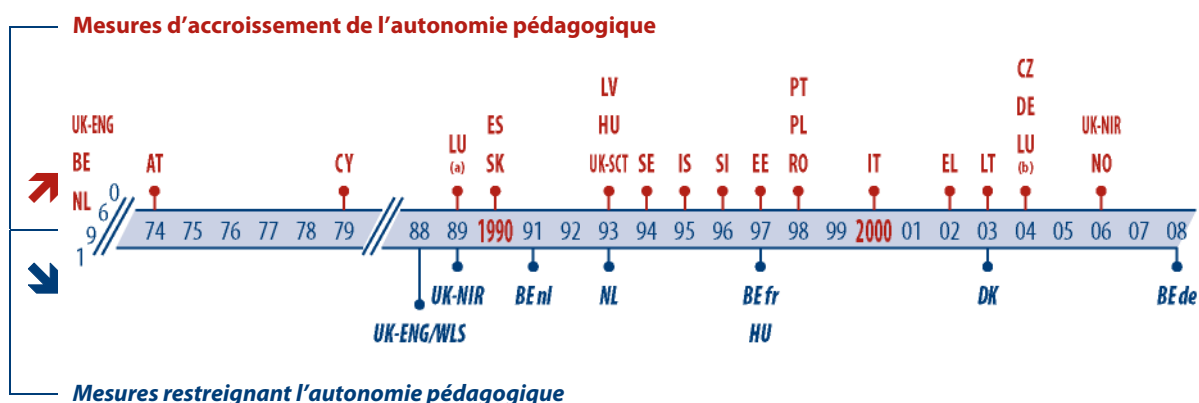 Mesures d’accroissement de l’autonomie pédagogique
CZ
LV PT DE
UK-ENG ES HU PL LU UK-NIR
BE AT CY LU (a) SK UK-SCT SE IS SI EE RO IT EL LT (b) NO
NL
1960 74 75 76 77 78 79 88 89 1990 91 92 93 94 95 96 97 98 99 2000 01 02 03 04 05 06 07 08
UK-NIR BE nl NL BE fr DK BE de
UK-ENG/WLS HU
Mesures restreignant l’autonomie pédagogique